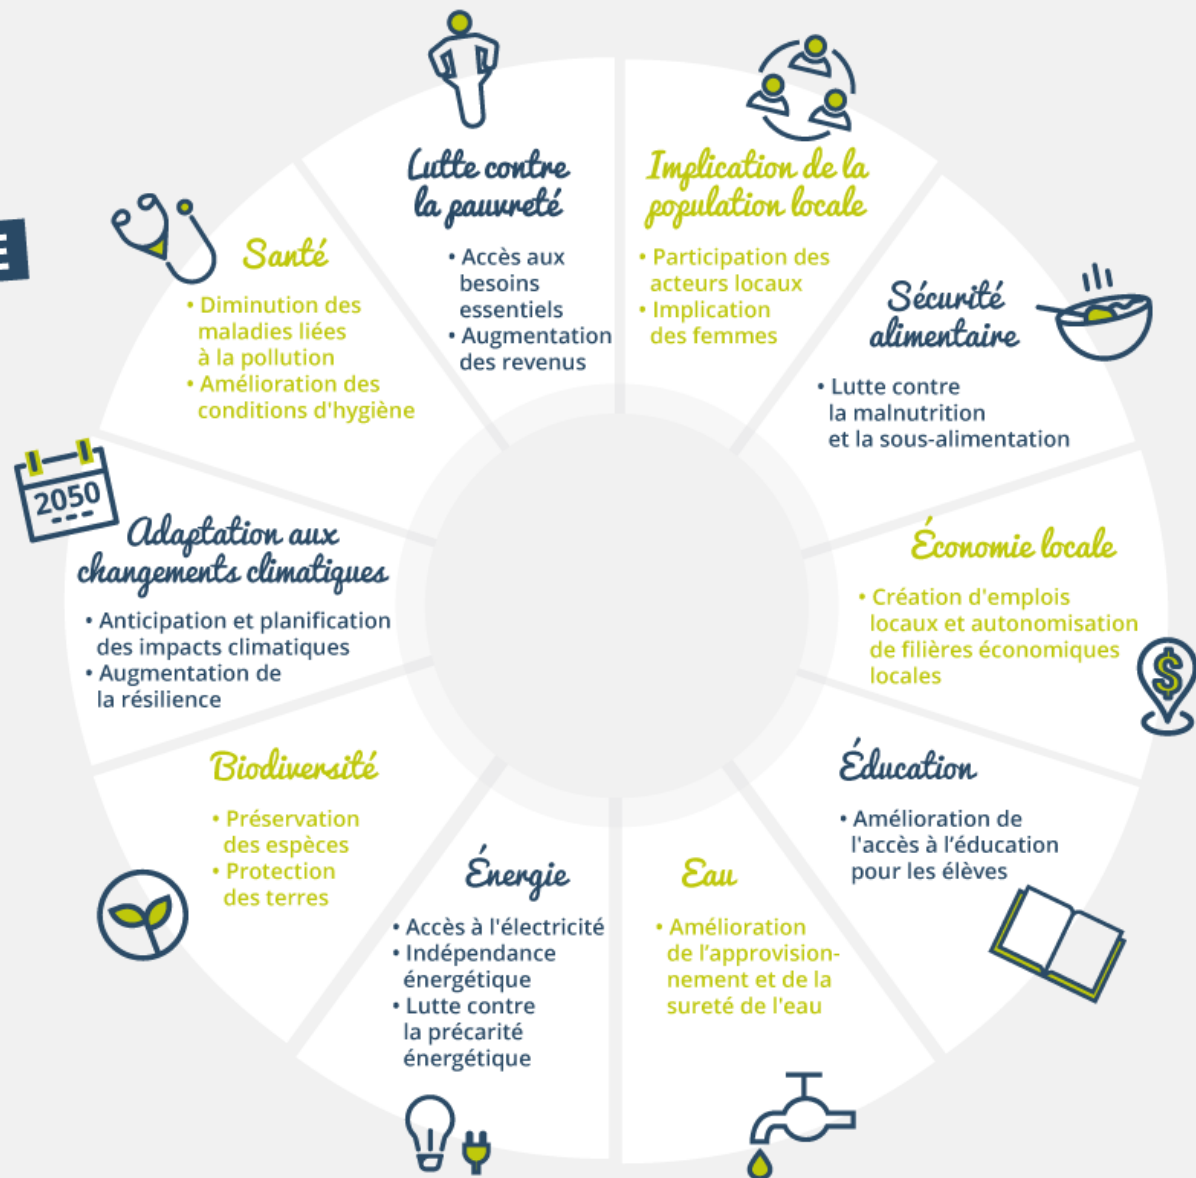 E
Lutte contre
la pauvreté
• Accès aux
besoins
essentiels
• Augmentation
des revenus
Implication de la
population locale
• Participation des
acteurs locaux
• Implication
des femmes
Sécurité
alimentaire
• Lutte contre
la malnutrition
et la sous-alimentation
Économie locale
• Création d'emplois
locaux et autonomisation
de filières économiques
locales
$
Éducation
• Amélioration de
l'accès à l’éducation
pour les élèves
Eau
• Amélioration
de l’approvision-
nement et de la
sureté de l'eau
Énergie
• Accès à l'électricité
• Indépendance
énergétique
• Lutte contre
la précarité
énergétique
Biodiversité
• Préservation
des espèces
• Protection
des terres
2050
Adaptation aux
changements climatiques
• Anticipation et planification
des impacts climatiques
• Augmentation de
la résilience
Santé
• Diminution des
maladies liées
à la pollution
• Amélioration des
conditions d'hygiène